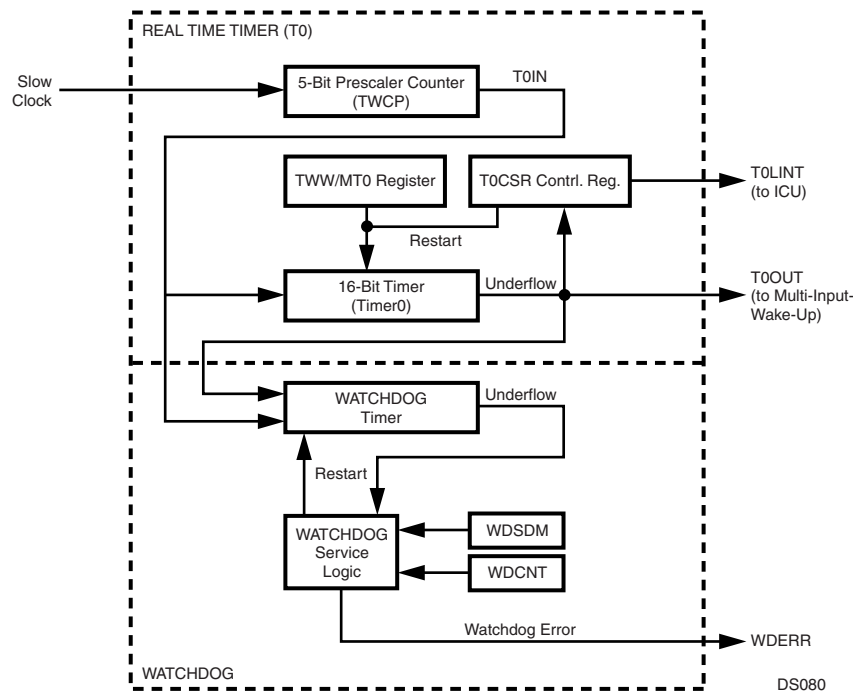 REAL TIME TIMER (T0)
Slow
Clock
5-Bit Prescaler Counter
(TWCP)
T0IN
TWW/MT0 Register
T0CSR Contrl. Reg.
T0LINT
(to ICU)
Restart
16-Bit Timer
(Timer0)
Underflow
T0OUT
(to Multi-Input-
Wake-Up)
WATCHDOG
Timer
Underflow
Restart
WATCHDOG
Service
Logic
WDSDM
WDCNT
Watchdog Error
WDERR
WATCHDOG
DS080